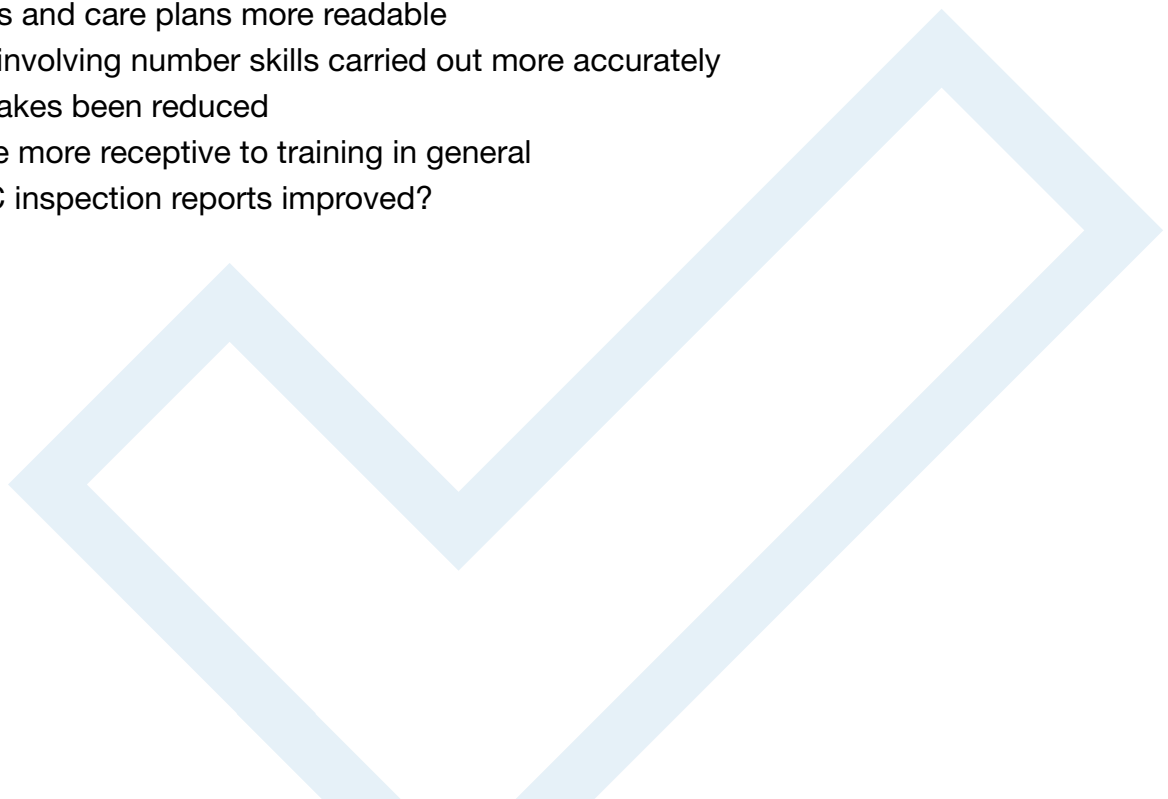 s and care plans more readable
involving number skills carried out more accurately
akes been reduced
e more receptive to training in general
inspection reports improved?